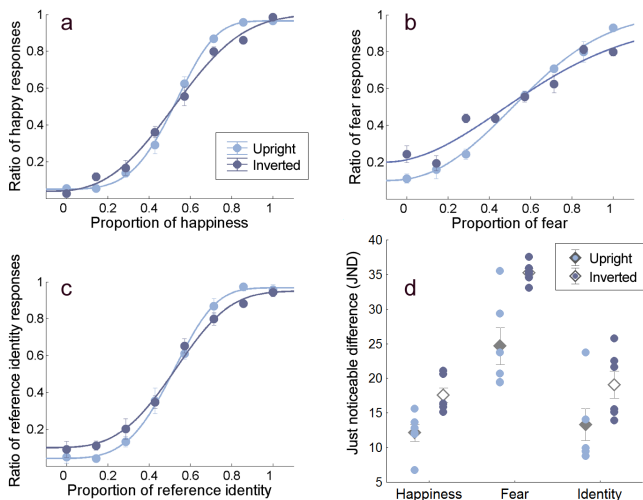 a
Ratio of happy responses
1
0.8
0.6
0.4
0.2
0 0.2 0.4 0.6 0.8 1
Proportion of happiness
Upright
Inverted
b
Ratio of fear responses
1
0.8
0.6
0.4
0.2
0 0.2 0.4 0.6 0.8 1
Proportion of fear
c
Ratio of reference identity responses
1
0.8
0.6
0.4
0.2
0 0.2 0.4 0.6 0.8 1
Proportion of reference identity
d
Just noticeable difference (JND)
40
35
30
25
20
15
10
5
Happiness Fear Identity
Upright
Inverted